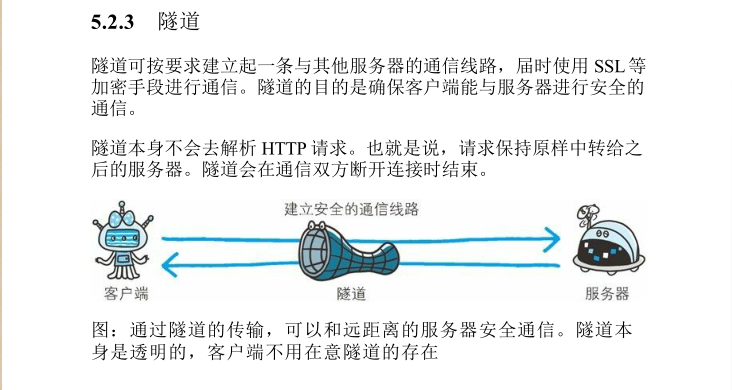 5.2.3 隧道
隧道可按要求建立起一条与其他服务器的通信线路，届时使用 SSL 等
加密手段进行通信。隧道的目的是确保客户端能与服务器进行安全的
通信。
隧道本身不会去解析 HTTP 请求。也就是说，请求保持原样中转给之
后的服务器。隧道会在通信双方断开连接时结束。
建立安全的通信线路
客户端
隧道
服务器
图：通过隧道的传输，可以和远距离的服务器安全通信。隧道本
身是透明的，客户端不用在意隧道的存在